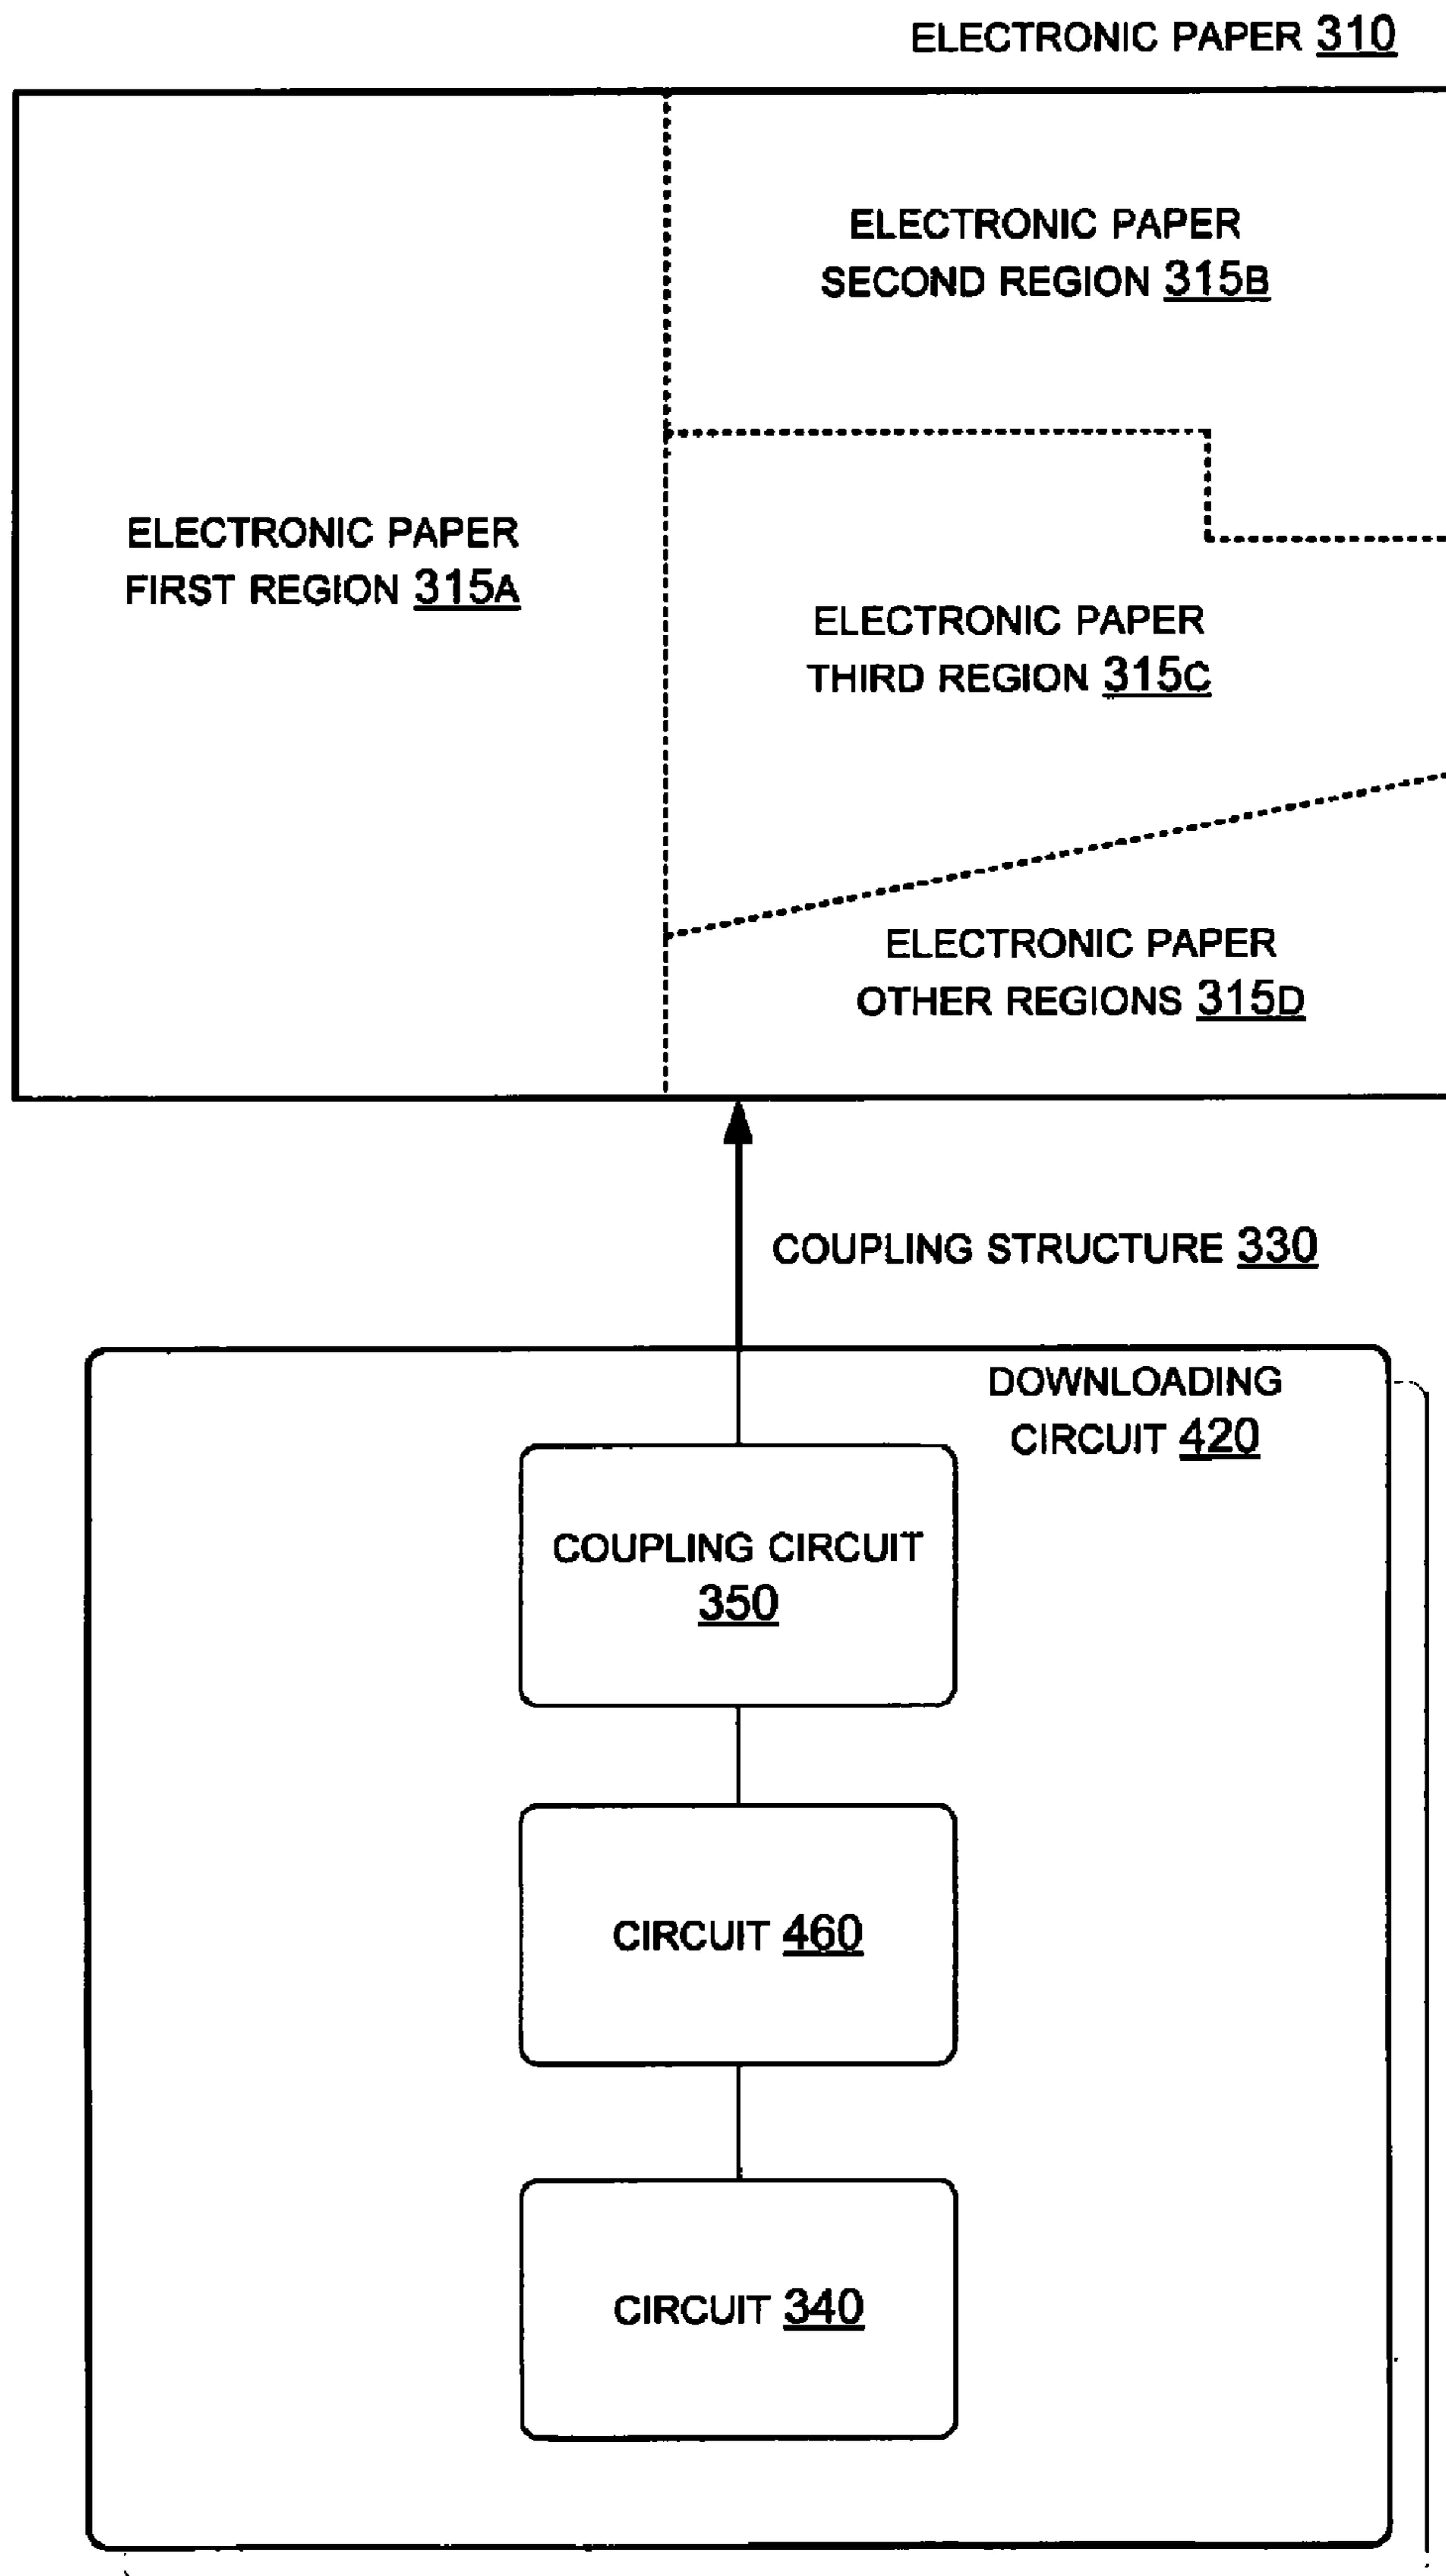 ELECTRONIC PAPER 310
ELECTRONIC PAPER
SECOND REGION 315B
ELECTRONIC PAPER
FIRST REGION 315A
ELECTRONIC PAPER
THIRD REGION 315C
ELECTRONIC PAPER
OTHER REGIONS 315D
COUPLING STRUCTURE 330
DOWNLOADING
CIRCUIT 420
COUPLING CIRCUIT
350
CIRCUIT 460
CIRCUIT 340